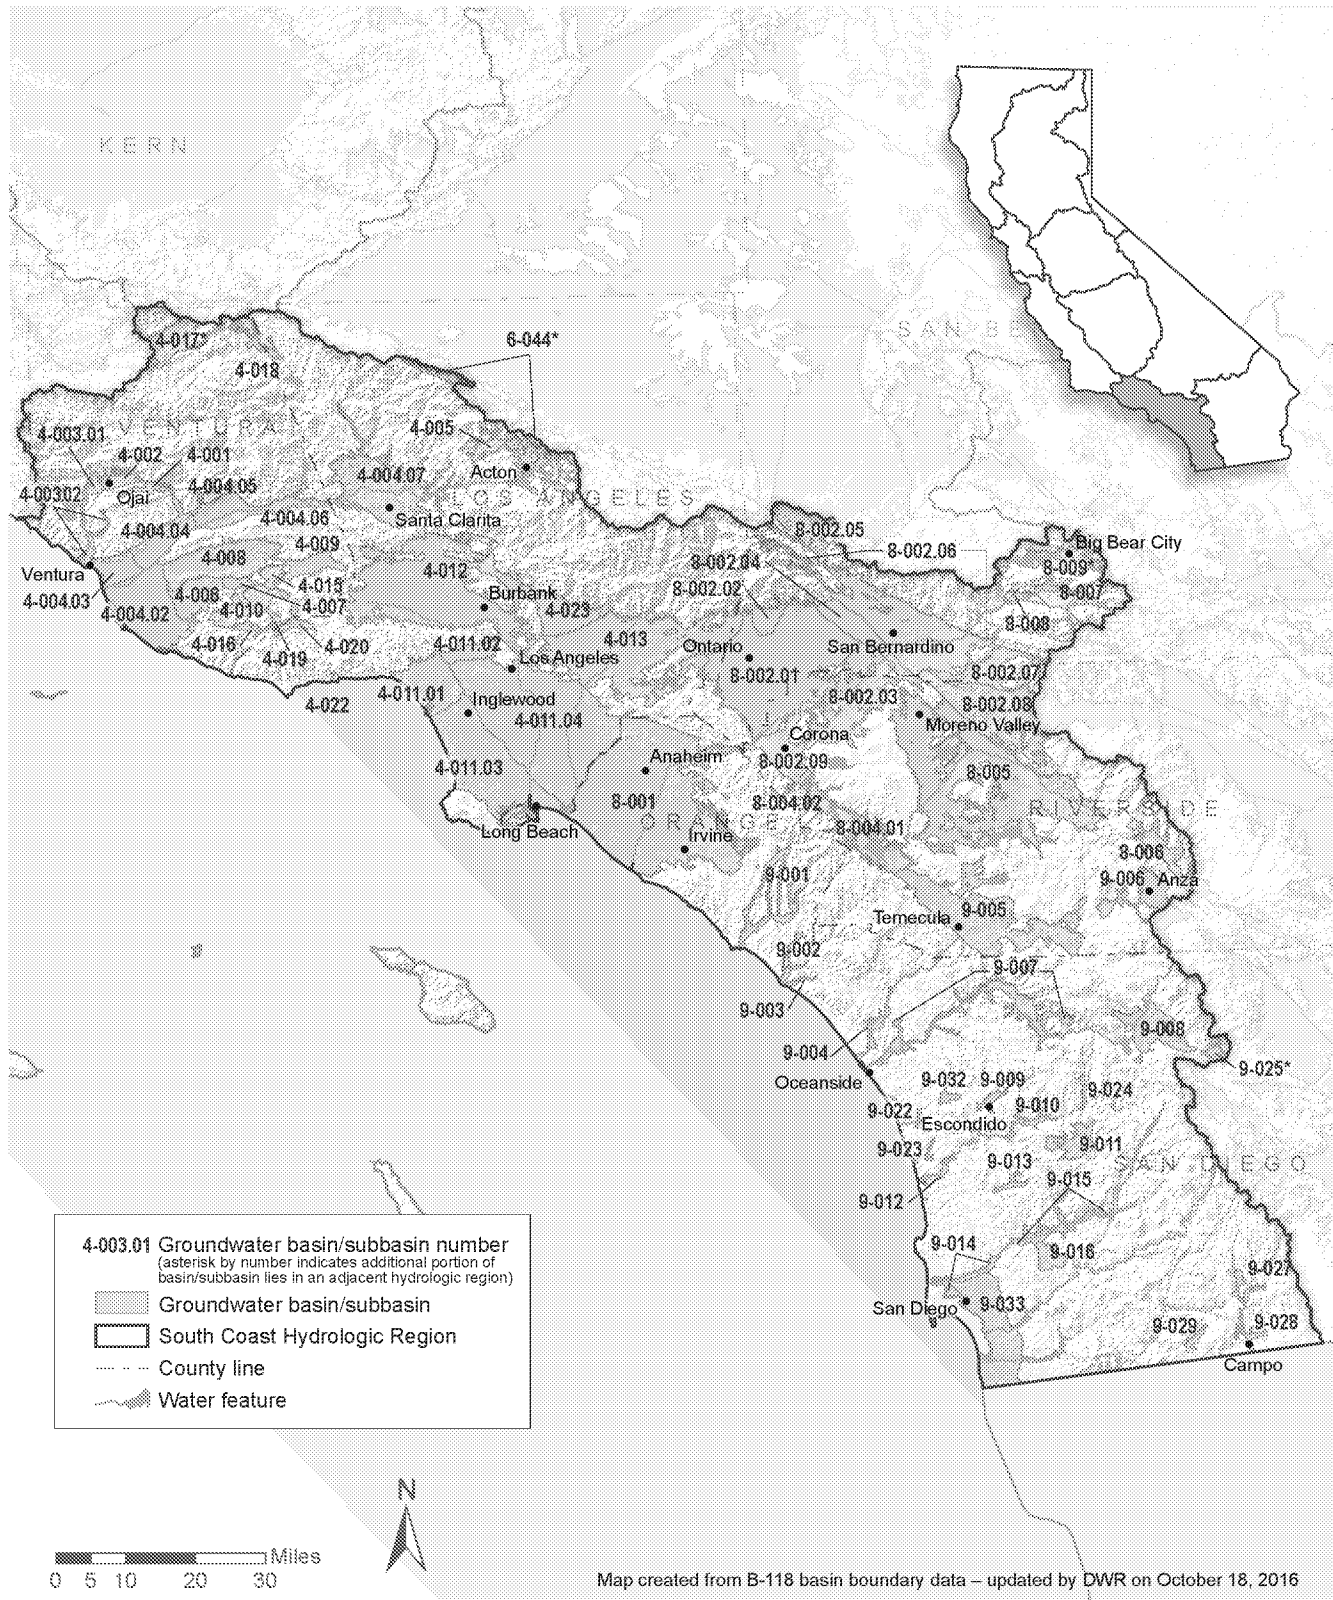 KERN
SAN BE
4-017*
6-044*
4-018
VENTURA
4-003.01
4-005
4-002
4-001
4-004.07
Acton
4-003.02
Ojai
4-004.05
LOS ANGELES
4-004.04
4-004.06
Santa Clarita
8-002.05
4-009
4-008
8-002.06
Big Bear City
8-002.04
8-009*
Ventura
4-012
4-015
8-002.02
8-007
4-004.03
4-006
4-007
Burbank
4-004.02
4-010
4-023
8-008
4-016
4-020
4-011.02
4-013
Ontario
San Bernardino
4-019
Los Angeles
8-002.01
8-002.07
4-022
4-011.01
Inglewood
8-002.03
8-002.08
4-011.04
Moreno Valley
Corona
4-011.03
Anaheim
8-002.09
8-005
8-001
8-004.02
RIVERSIDE
Long Beach
ORANGE
8-004.01
Irvine
8-006
9-001
9-006
Anza
Temecula
9-005
9-002
9-007
9-003
9-008
9-004
9-025*
Oceanside
9-032
9-009
9-024
9-022
9-010
Escondido
9-023
9-011
9-013
SAN DIEGO
9-015
9-012
9-014
9-016
9-027
San Diego
9-033
9-029
9-028
Campo
4-003.01 Groundwater basin/subbasin number
(asterisk by number indicates additional portion of
basin/subbasin lies in an adjacent hydrologic region)
Groundwater basin/subbasin
South Coast Hydrologic Region
County line
Water feature
N
Miles
0 5 10 20 30
Map created from B-118 basin boundary data – updated by DWR on October 18, 2016